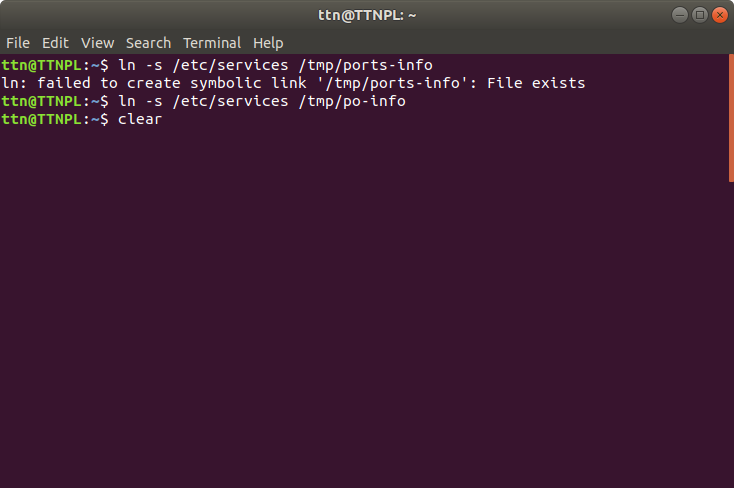 ttn@TTNPL: ~
File Edit View Search Terminal Help
ttn@TTNPL:~$ ln -s /etc/services /tmp/ports-info
ln: failed to create symbolic link '/tmp/ports-info': File exists
ttn@TTNPL:~$ ln -s /etc/services /tmp/po-info
ttn@TTNPL:~$ clear